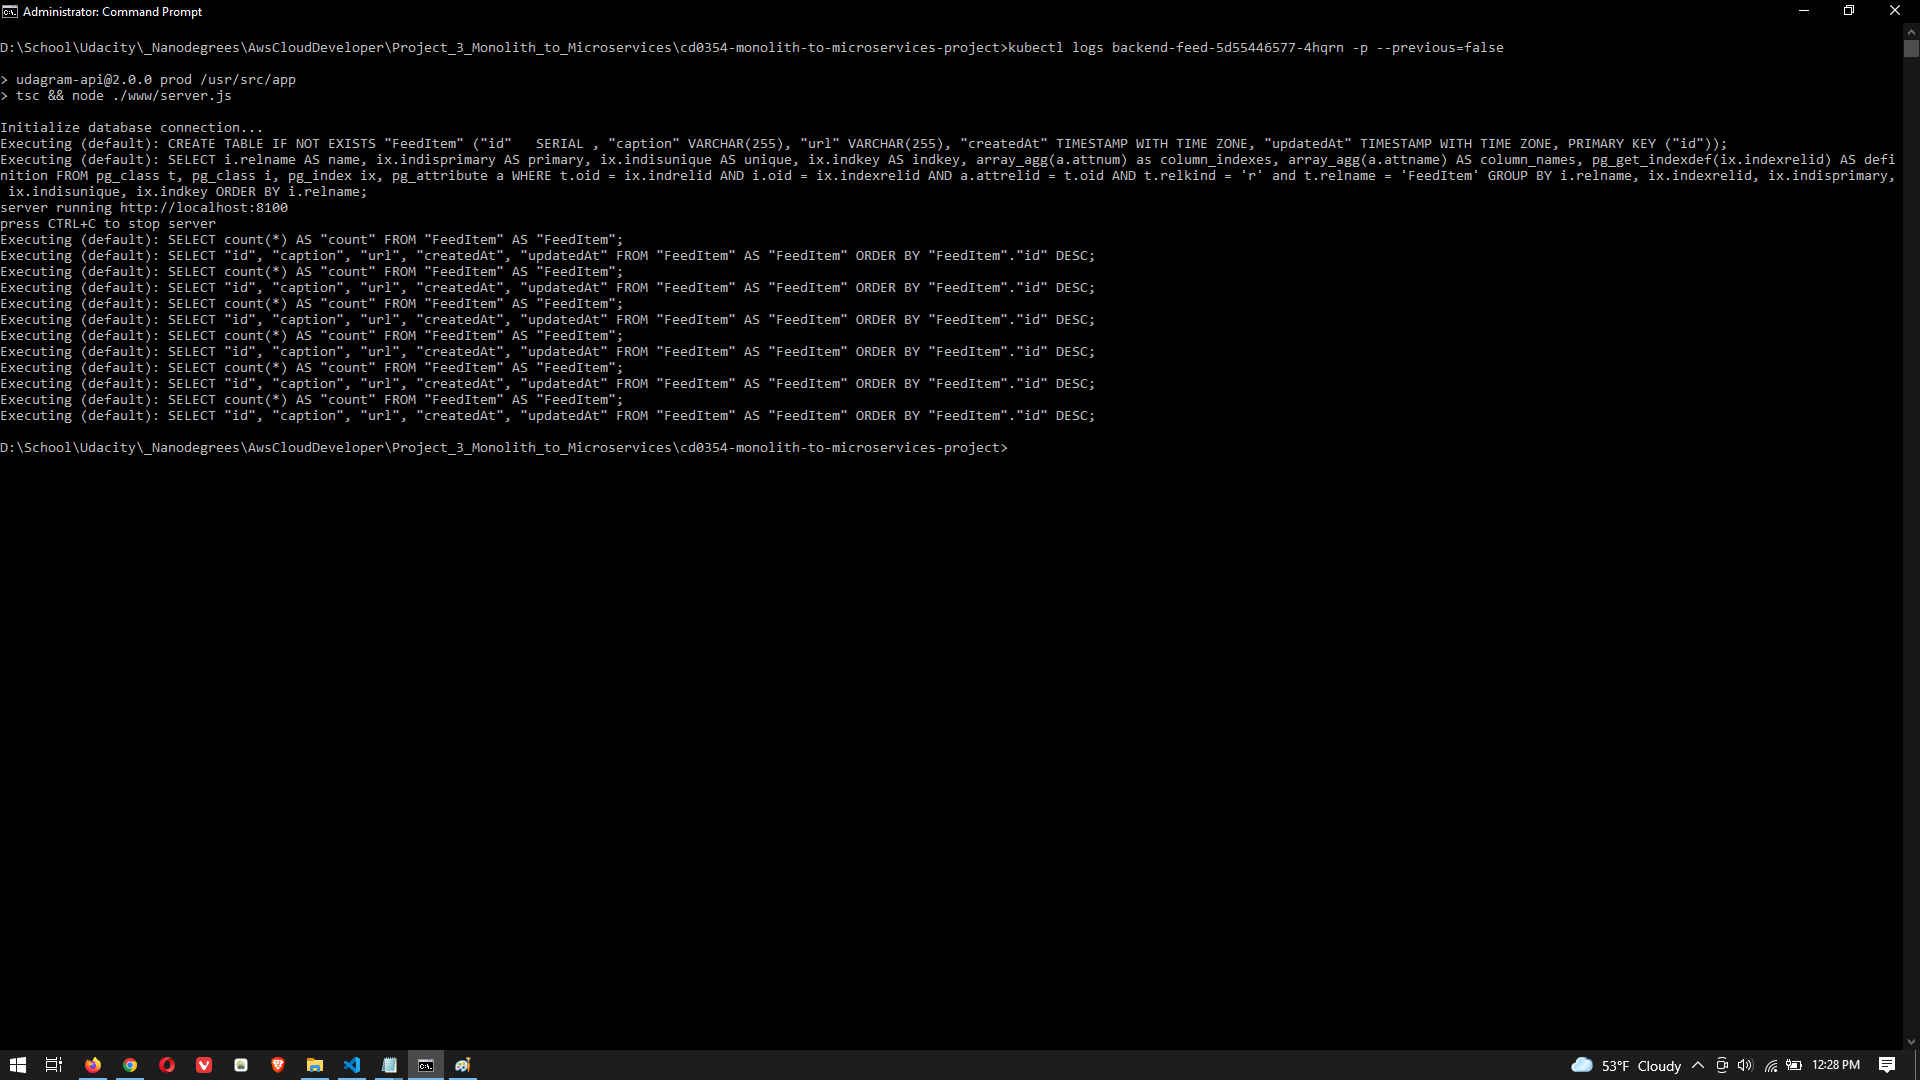 Administrator: Command Prompt
D:\School\Udacity\_Nanodegrees\AwsCloudDeveloper\Project_3_Monolith_to_Microservices\cd0354-monolith-to-microservices-project>kubectl logs backend-feed-5d55446577-4hqrn -p --previous=false
> udagram-api@2.0.0 prod /usr/src/app
> tsc && node ./www/server.js
Initialize database connection...
Executing (default): CREATE TABLE IF NOT EXISTS "FeedItem" ("id"   SERIAL , "caption" VARCHAR(255), "url" VARCHAR(255), "createdAt" TIMESTAMP WITH TIME ZONE, "updatedAt" TIMESTAMP WITH TIME ZONE, PRIMARY KEY ("id"));
Executing (default): SELECT i.relname AS name, ix.indisprimary AS primary, ix.indisunique AS unique, ix.indkey AS indkey, array_agg(a.attnum) as column_indexes, array_agg(a.attname) AS column_names, pg_get_indexdef(ix.indexrelid) AS defi
nition FROM pg_class t, pg_class i, pg_index ix, pg_attribute a WHERE t.oid = ix.indrelid AND i.oid = ix.indexrelid AND a.attrelid = t.oid AND t.relkind = 'r' and t.relname = 'FeedItem' GROUP BY i.relname, ix.indexrelid, ix.indisprimary,
 ix.indisunique, ix.indkey ORDER BY i.relname;
server running http://localhost:8100
press CTRL+C to stop server
Executing (default): SELECT count(*) AS "count" FROM "FeedItem" AS "FeedItem";
Executing (default): SELECT "id", "caption", "url", "createdAt", "updatedAt" FROM "FeedItem" AS "FeedItem" ORDER BY "FeedItem"."id" DESC;
Executing (default): SELECT count(*) AS "count" FROM "FeedItem" AS "FeedItem";
Executing (default): SELECT "id", "caption", "url", "createdAt", "updatedAt" FROM "FeedItem" AS "FeedItem" ORDER BY "FeedItem"."id" DESC;
Executing (default): SELECT count(*) AS "count" FROM "FeedItem" AS "FeedItem";
Executing (default): SELECT "id", "caption", "url", "createdAt", "updatedAt" FROM "FeedItem" AS "FeedItem" ORDER BY "FeedItem"."id" DESC;
Executing (default): SELECT count(*) AS "count" FROM "FeedItem" AS "FeedItem";
Executing (default): SELECT "id", "caption", "url", "createdAt", "updatedAt" FROM "FeedItem" AS "FeedItem" ORDER BY "FeedItem"."id" DESC;
Executing (default): SELECT count(*) AS "count" FROM "FeedItem" AS "FeedItem";
Executing (default): SELECT "id", "caption", "url", "createdAt", "updatedAt" FROM "FeedItem" AS "FeedItem" ORDER BY "FeedItem"."id" DESC;
Executing (default): SELECT count(*) AS "count" FROM "FeedItem" AS "FeedItem";
Executing (default): SELECT "id", "caption", "url", "createdAt", "updatedAt" FROM "FeedItem" AS "FeedItem" ORDER BY "FeedItem"."id" DESC;
D:\School\Udacity\_Nanodegrees\AwsCloudDeveloper\Project_3_Monolith_to_Microservices\cd0354-monolith-to-microservices-project>
53°F Cloudy 12:28 PM